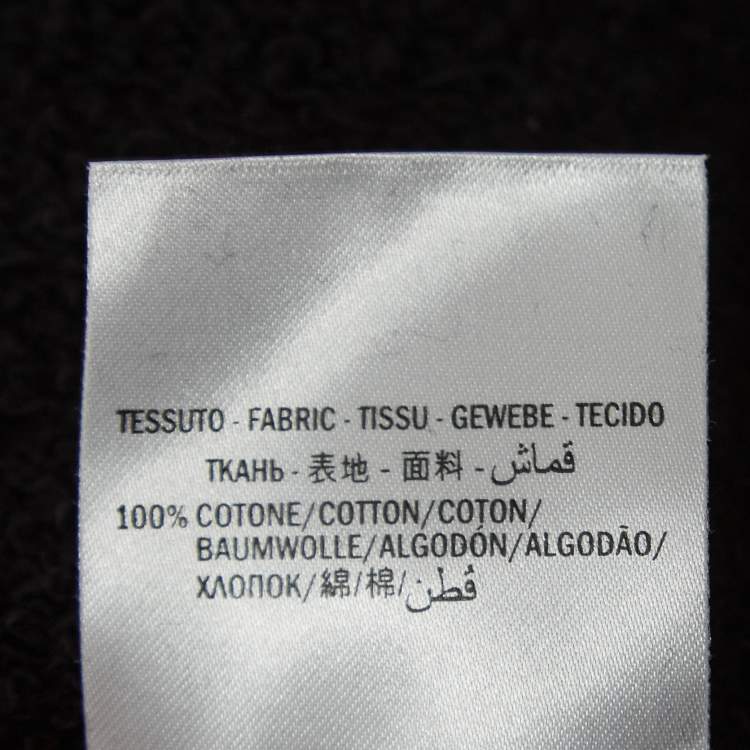 TESSUTO - FABRIC - TISSU - GEWEBE - TECIDO
ТКАНЬ - 表地 - 面料 - قماش
100% COTONE/COTTON/COTON/
BAUMWOLLE/ALGODÓN/ALGODÃO/
ХЛОПОК/綿/棉/قطن